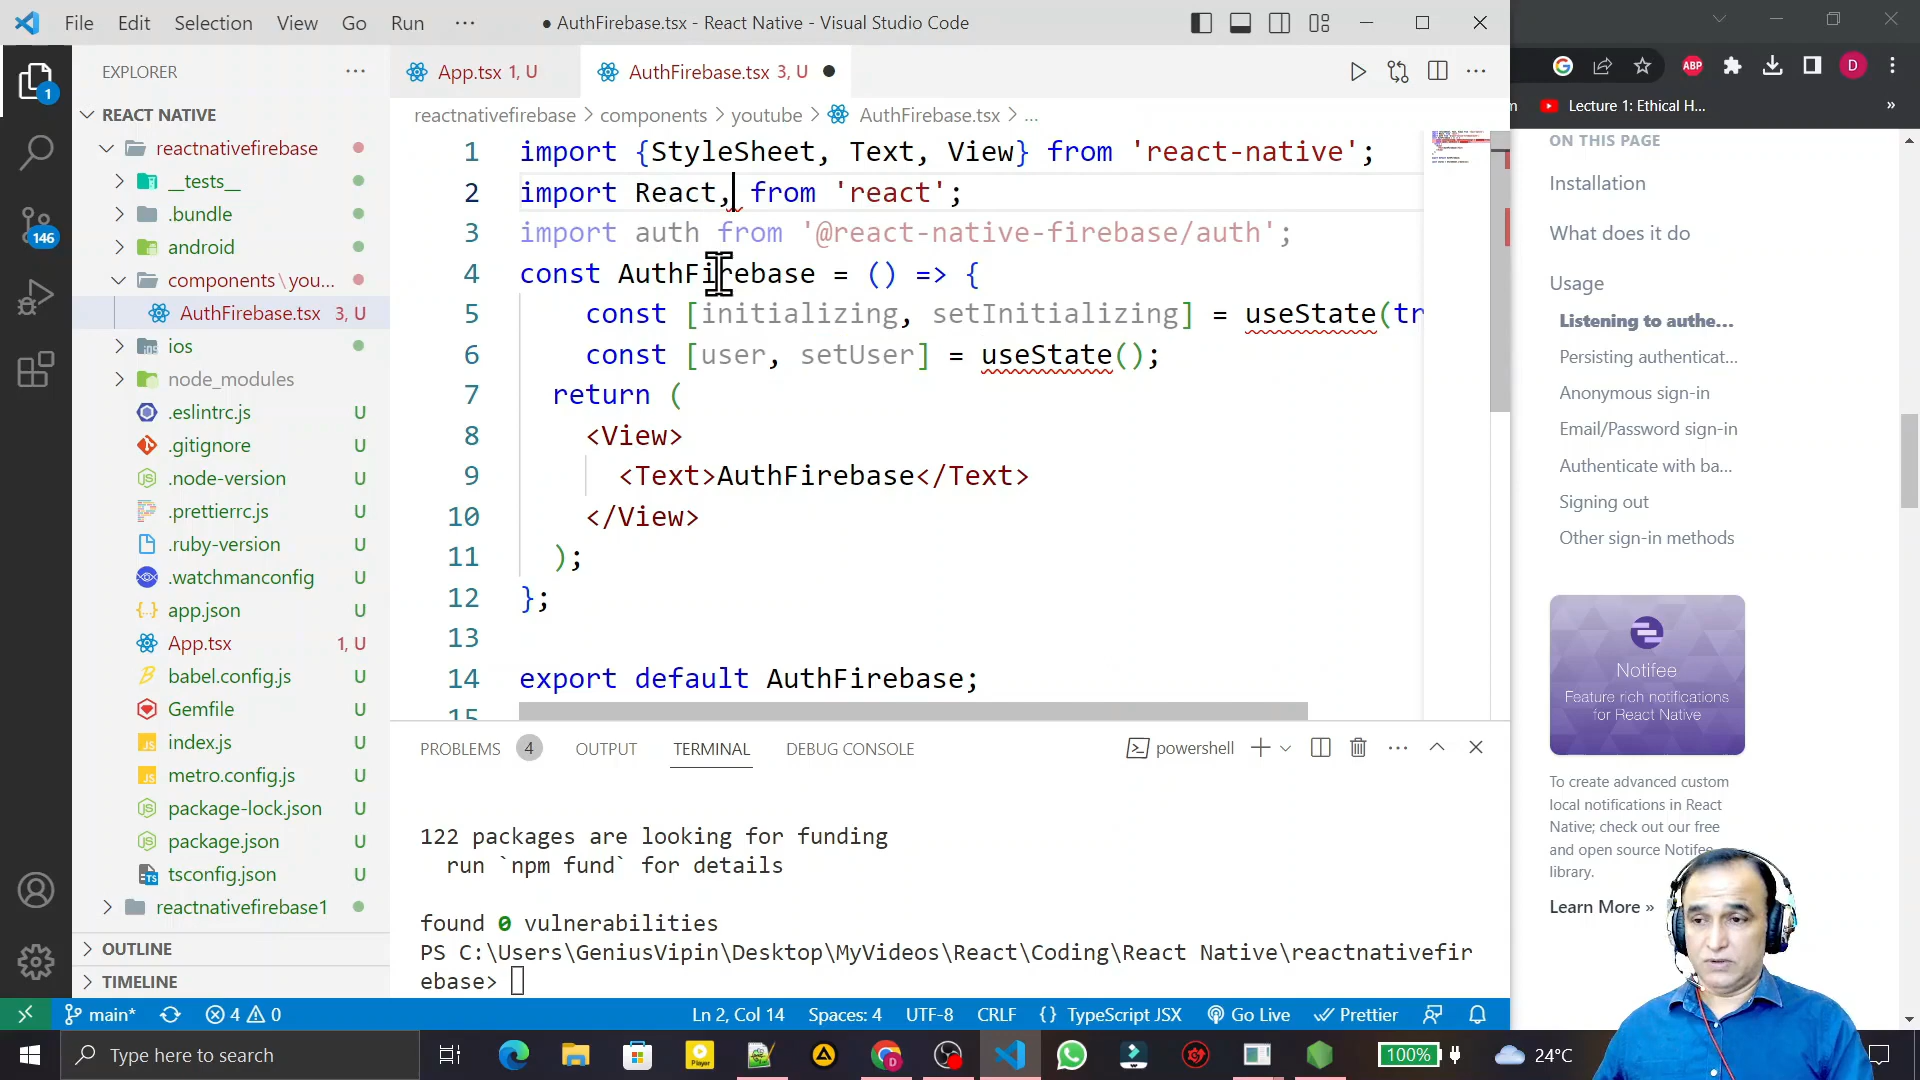 File Edit Selection View Go Run ···
● AuthFirebase.tsx - React Native - Visual Studio Code
EXPLORER ···
REACT NATIVE
reactnativefirebase
__tests__
.bundle
android
components\you...
AuthFirebase.tsx 3, U
ios
node_modules
.eslintrc.js U
.gitignore U
.node-version U
.prettierrc.js U
.ruby-version U
.watchmanconfig U
app.json U
App.tsx 1, U
babel.config.js U
Gemfile U
index.js U
metro.config.js U
package-lock.json U
package.json U
tsconfig.json U
reactnativefirebase1
OUTLINE
TIMELINE
1
146
App.tsx 1, U
AuthFirebase.tsx 3, U ●
reactnativefirebase > components > youtube > AuthFirebase.tsx > ...
1 import {StyleSheet, Text, View} from 'react-native';
2 import React, from 'react';
3 import auth from '@react-native-firebase/auth';
4 const AuthFirebase = () => {
5 const [initializing, setInitializing] = useState(tr
6 const [user, setUser] = useState();
7 return (
8 <View>
9 <Text>AuthFirebase</Text>
10 </View>
11 );
12 };
13
14 export default AuthFirebase;
15
PROBLEMS 4 OUTPUT TERMINAL DEBUG CONSOLE powershell
122 packages are looking for funding
run `npm fund` for details
found 0 vulnerabilities
PS C:\Users\GeniusVipin\Desktop\MyVideos\React\Coding\React Native\reactnativefir
ebase>
main* 4 0 Ln 2, Col 14 Spaces: 4 UTF-8 CRLF {} TypeScript JSX Go Live Prettier
ABP D
Lecture 1: Ethical H... »
ON THIS PAGE
Installation
What does it do
Usage
Listening to authe...
Persisting authenticat...
Anonymous sign-in
Email/Password sign-in
Authenticate with ba...
Signing out
Other sign-in methods
Notifee
Feature rich notifications
for React Native
To create advanced custom
local notifications in React
Native; check out our free
and open source Notifee
library.
Learn More »
Type here to search
Player
100%
24°C